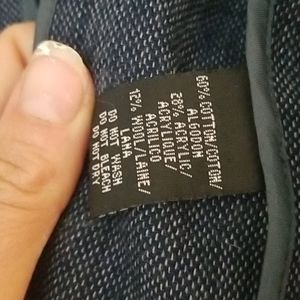 60% COTTON/COTON/
ALGODON
28% ACRYLIC/
ACRYLIQUE/
ACRILICO
12% WOOL/LAINE/
LANA
DO NOT WASH
DO NOT BLEACH
DO NOT DRY